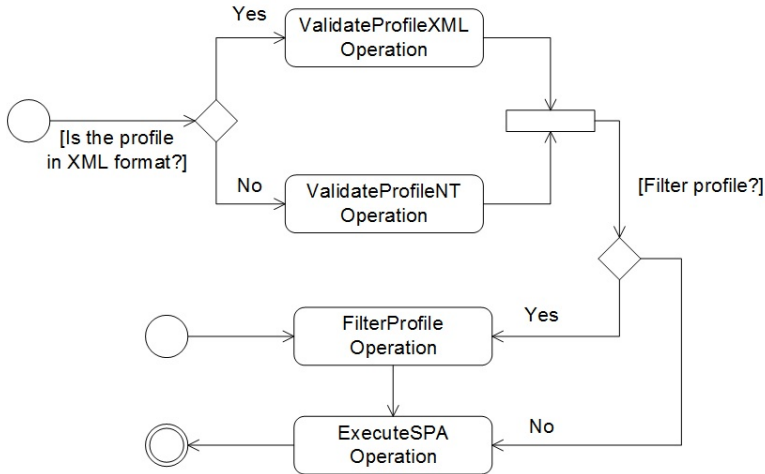 Yes
ValidateProfileXML
Operation
[Is the profile
in XML format?]
No
ValidateProfileNT
Operation
[Filter profile?]
FilterProfile
Operation
Yes
ExecuteSPA
Operation
No